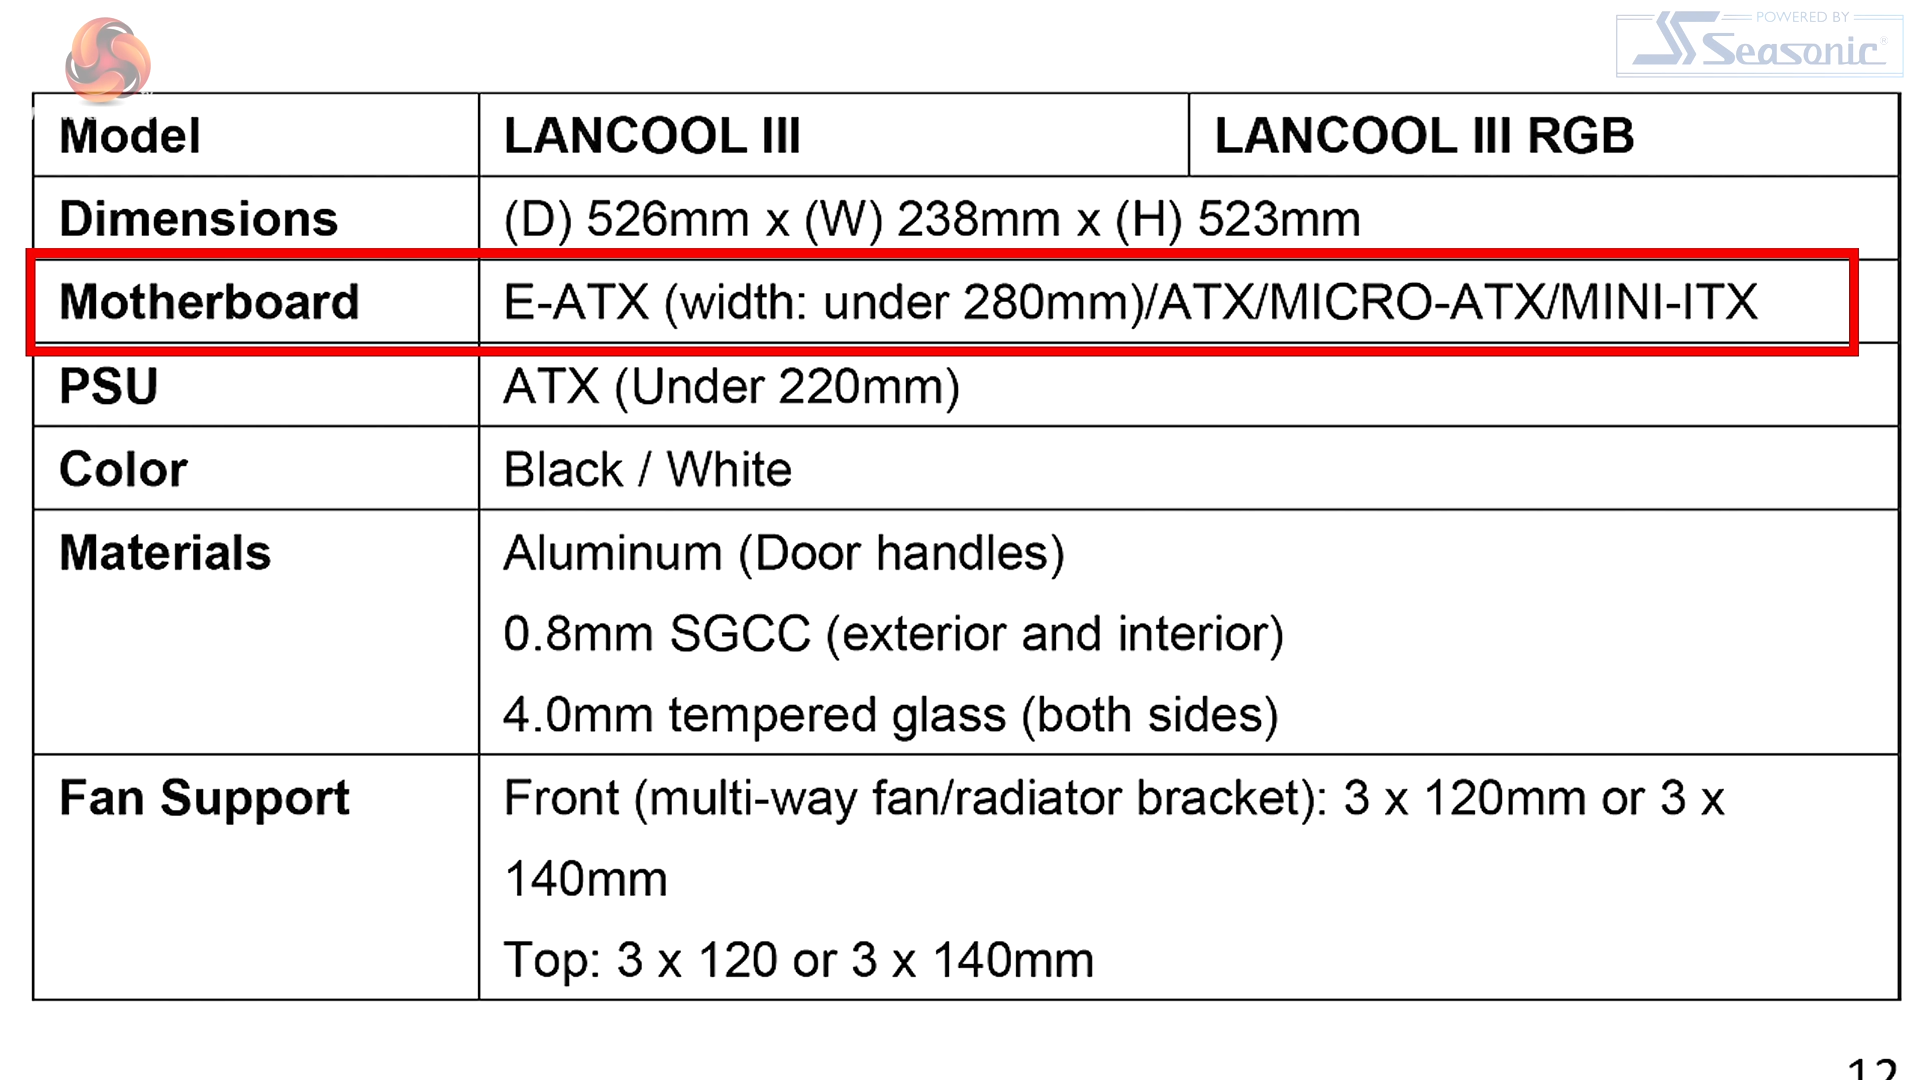 POWERED BY
Seasonic
Model LANCOOL III LANCOOL III RGB
Dimensions (D) 526mm x (W) 238mm x (H) 523mm
Motherboard E-ATX (width: under 280mm)/ATX/MICRO-ATX/MINI-ITX
PSU ATX (Under 220mm)
Color Black / White
Materials Aluminum (Door handles)
0.8mm SGCC (exterior and interior)
4.0mm tempered glass (both sides)
Fan Support Front (multi-way fan/radiator bracket): 3 x 120mm or 3 x
140mm
Top: 3 x 120 or 3 x 140mm
12